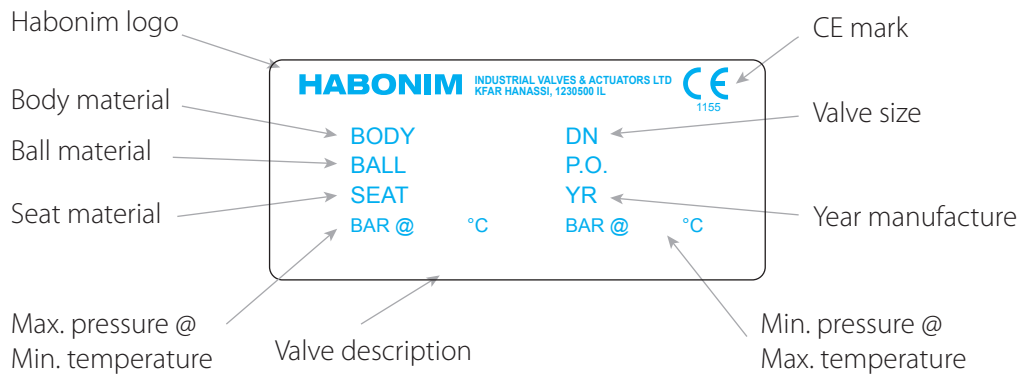 Habonim logo
CE mark
HABONIM
INDUSTRIAL VALVES & ACTUATORS LTD
KFAR HANASSI, 1230500 IL
CE
1155
Body material
Valve size
BODY
DN
Ball material
BALL
P.O.
Seat material
SEAT
YR
Year manufacture
BAR @ °C
BAR @ °C
Max. pressure @
Min. temperature
Valve description
Min. pressure @
Max. temperature